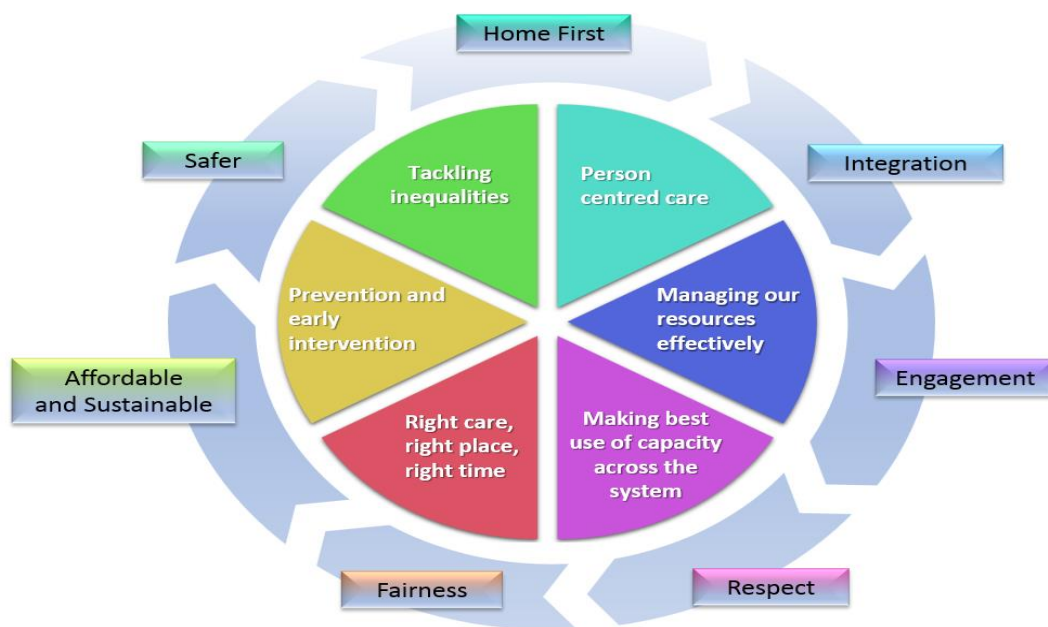 Home First
Safer
Integration
Tackling
inequalities
Person
centred care
Prevention and
early
intervention
Managing our
resources
effectively
Affordable
and Sustainable
Engagement
Right care,
right place,
right time
Making best
use of capacity
across the
system
Fairness
Respect